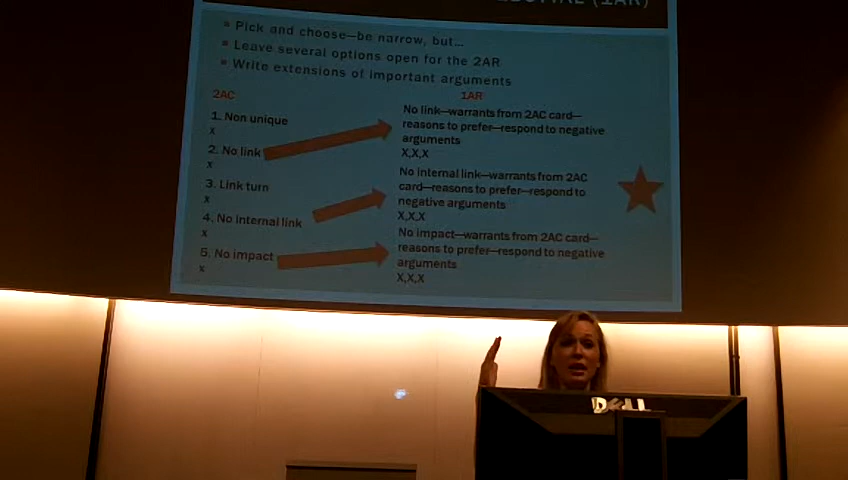 (1AR)
Pick and choose—be narrow, but...
Leave several options open for the 2AR
Write extensions of important arguments
2AC
1. Non unique
x
2. No link
x
3. Link turn
x
4. No internal link
x
5. No impact
x
1AR
No link—warrants from 2AC card—
reasons to prefer—respond to negative
arguments
X,X,X
No internal link—warrants from 2AC
card—reasons to prefer—respond to
negative arguments
X,X,X
No impact—warrants from 2AC card—
reasons to prefer—respond to negative
arguments
X,X,X
DELL